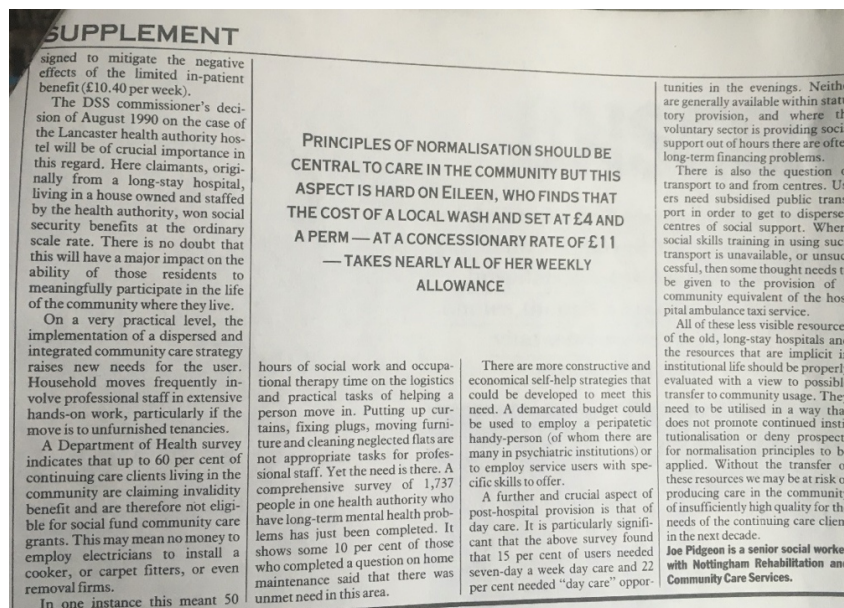 SUPPLEMENT
signed to mitigate the negative
effects of the limited in-patient
benefit (£10.40 per week).
The DSS commissioner's deci-
sion of August 1990 on the case of
the Lancaster health authority hos-
tel will be of crucial importance in
this regard. Here claimants, origi-
nally from a long-stay hospital,
living in a house owned and staffed
by the health authority, won social
security benefits at the ordinary
scale rate. There is no doubt that
this will have a major impact on the
ability of those residents to
meaningfully participate in the life
of the community where they live.
On a very practical level, the
implementation of a dispersed and
integrated community care strategy
raises new needs for the user.
Household moves frequently in-
volve professional staff in extensive
hands-on work, particularly if the
move is to unfurnished tenancies.
A Department of Health survey
indicates that up to 60 per cent of
continuing care clients living in the
community are claiming invalidity
benefit and are therefore not eligi-
ble for social fund community care
grants. This may mean no money to
employ electricians to install a
cooker, or carpet fitters, or even
removal firms.
In one instance this meant 50
PRINCIPLES OF NORMALISATION SHOULD BE
CENTRAL TO CARE IN THE COMMUNITY BUT THIS
ASPECT IS HARD ON EILEEN, WHO FINDS THAT
THE COST OF A LOCAL WASH AND SET AT £4 AND
A PERM — AT A CONCESSIONARY RATE OF £11
— TAKES NEARLY ALL OF HER WEEKLY
ALLOWANCE
hours of social work and occupa-
tional therapy time on the logistics
and practical tasks of helping a
person move in. Putting up cur-
tains, fixing plugs, moving furni-
ture and cleaning neglected flats are
not appropriate tasks for profes-
sional staff. Yet the need is there. A
comprehensive survey of 1,737
people in one health authority who
have long-term mental health prob-
lems has just been completed. It
shows some 10 per cent of those
who completed a question on home
maintenance said that there was
unmet need in this area.
There are more constructive and
economical self-help strategies that
could be developed to meet this
need. A demarcated budget could
be used to employ a peripatetic
handy-person (of whom there are
many in psychiatric institutions) or
to employ service users with spe-
cific skills to offer.
A further and crucial aspect of
post-hospital provision is that of
day care. It is particularly signifi-
cant that the above survey found
that 15 per cent of users needed
seven-day a week day care and 22
per cent needed "day care" oppor-
tunities in the evenings. Neith
are generally available within stat
tory provision, and where th
voluntary sector is providing soci
support out of hours there are ofte
long-term financing problems.
There is also the question o
transport to and from centres. U
ers need subsidised public tran
port in order to get to disperse
centres of social support. Wher
social skills training in using suc
transport is unavailable, or unsuc
cessful, then some thought needs t
be given to the provision of
community equivalent of the hos
pital ambulance taxi service.
All of these less visible resource
of the old, long-stay hospitals an
the resources that are implicit i
institutional life should be properl
evaluated with a view to possibl
transfer to community usage. The
need to be utilised in a way tha
does not promote continued insti
tutionalisation or deny prospect
for normalisation principles to b
applied. Without the transfer o
these resources we may be at risk o
producing care in the communit
of insufficiently high quality for th
needs of the continuing care clien
in the next decade.
Joe Pidgeon is a senior social worke
with Nottingham Rehabilitation an
Community Care Services.